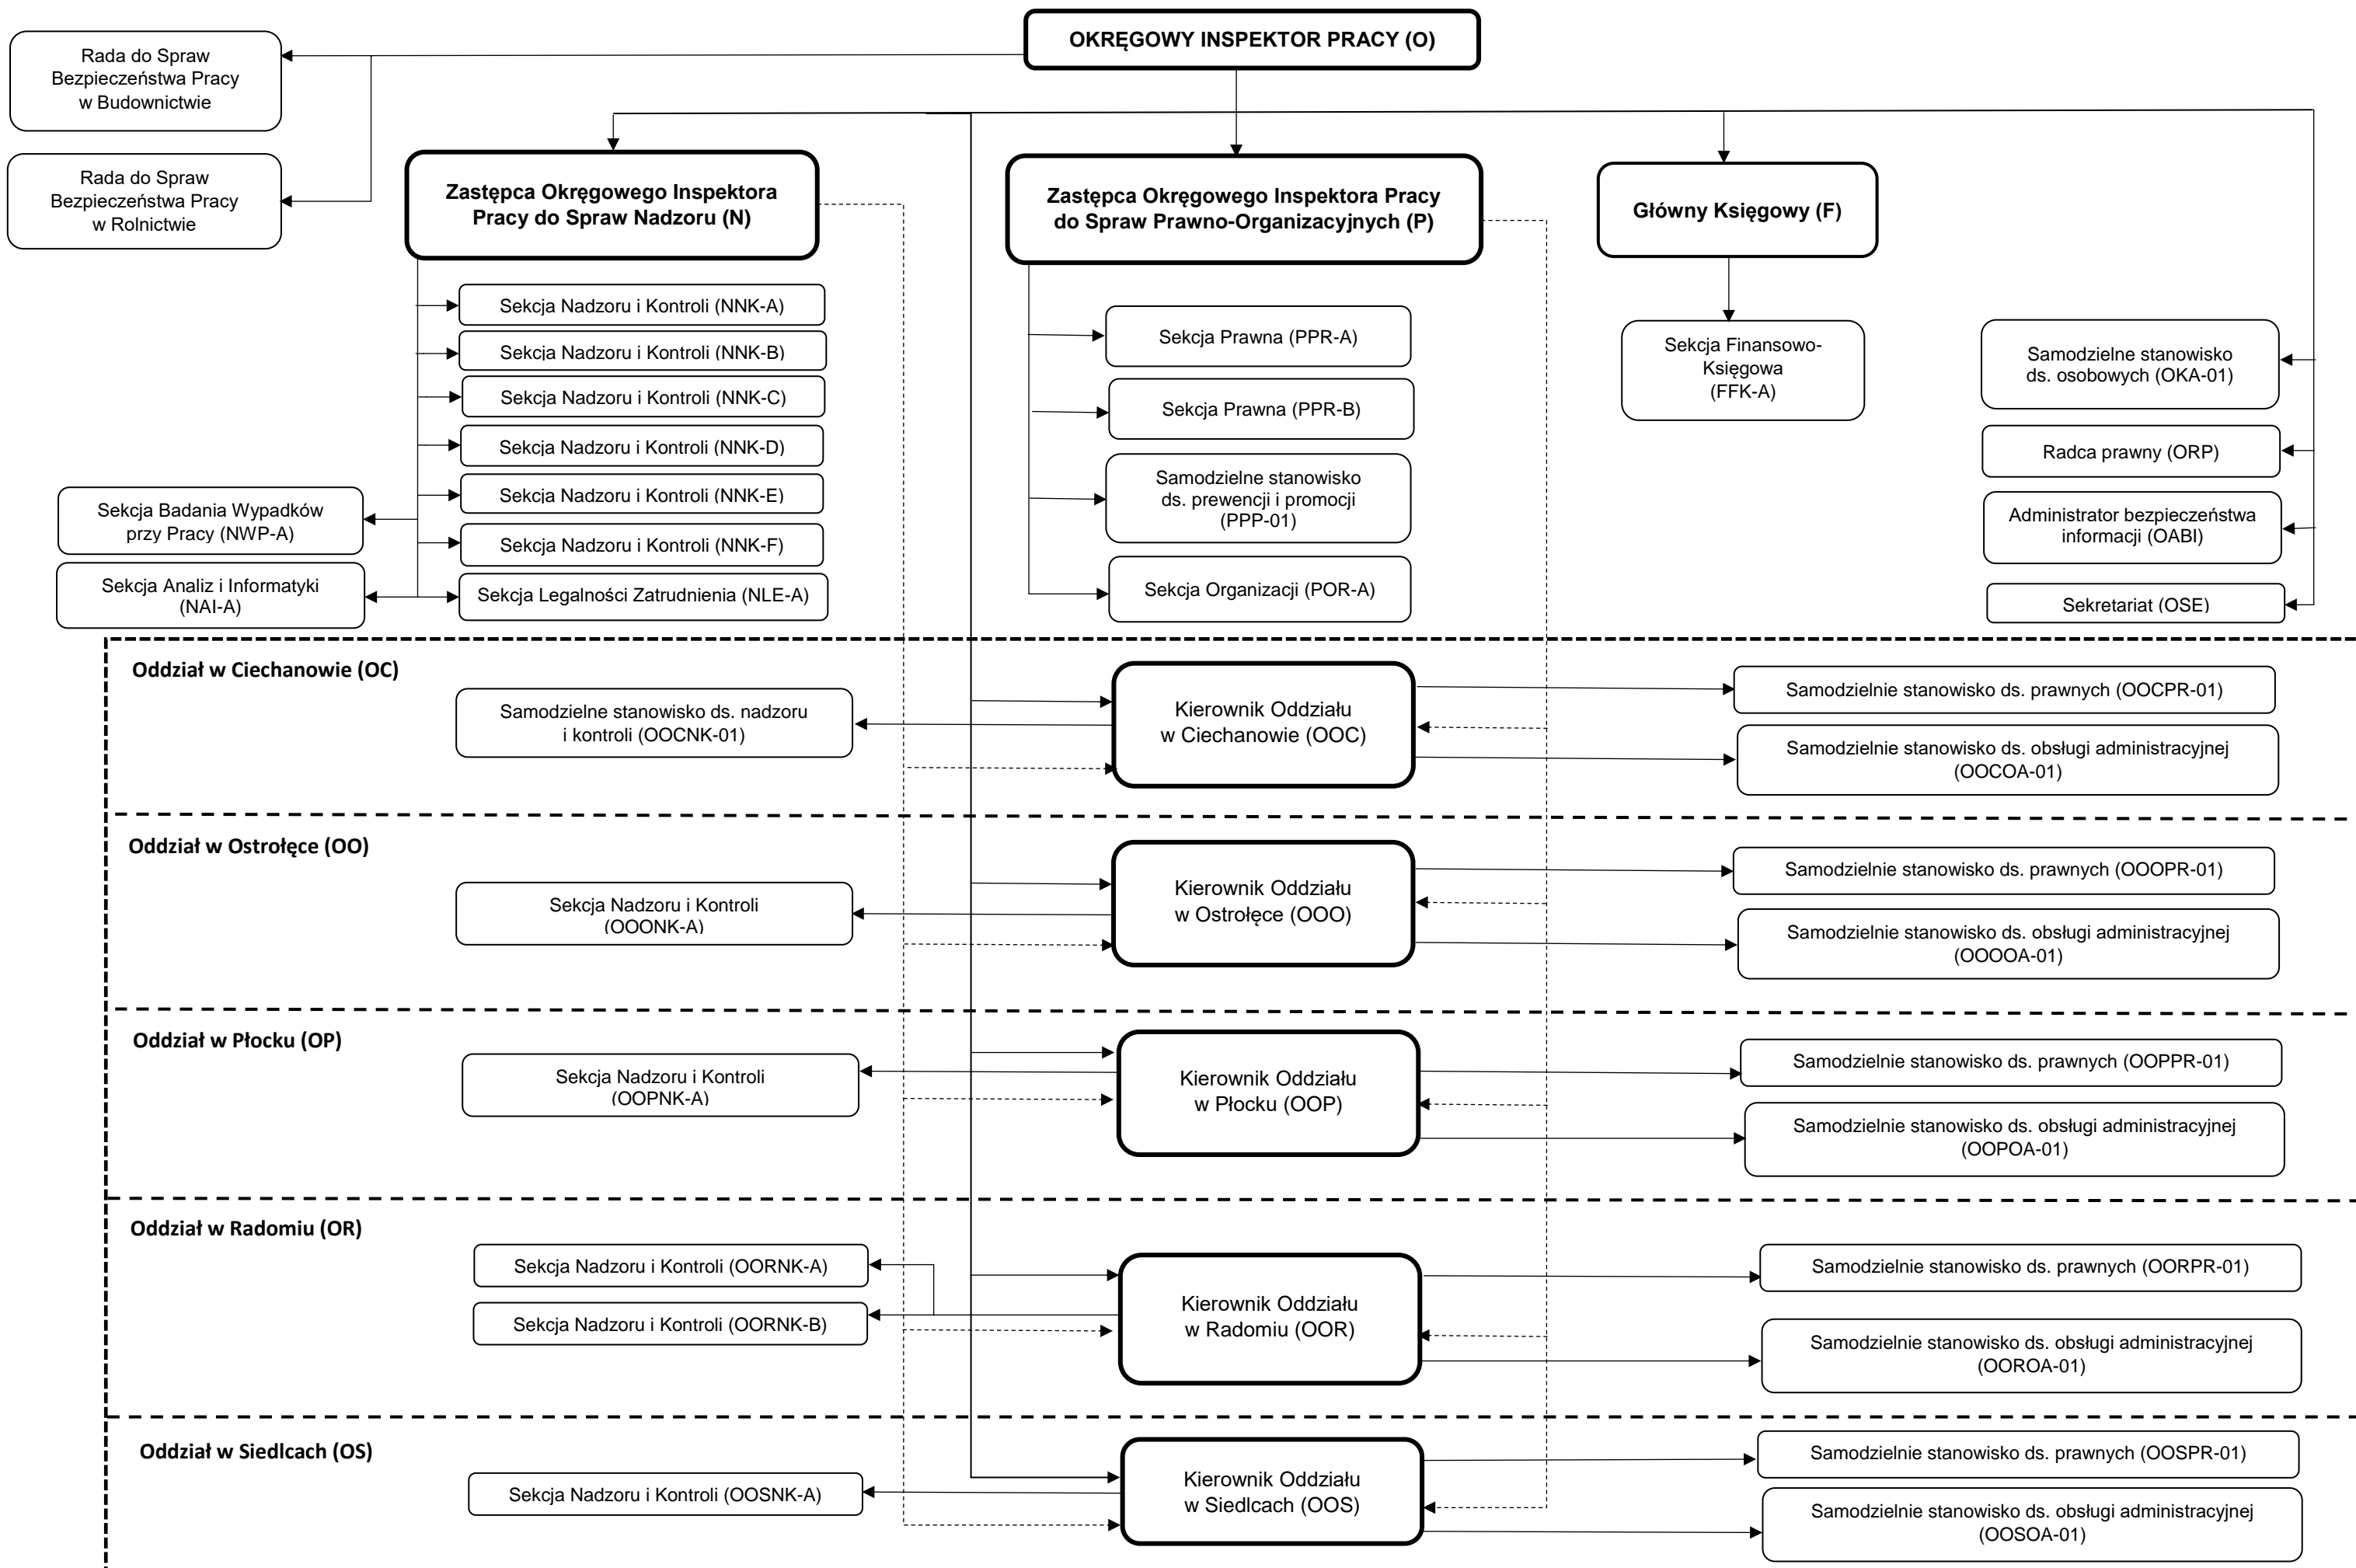 OKRĘGOWY INSPEKTOR PRACY (O)
Rada do Spraw
Bezpieczeństwa Pracy
w Budownictwie
Rada do Spraw
Bezpieczeństwa Pracy
w Rolnictwie
Zastępca Okręgowego Inspektora
Pracy do Spraw Nadzoru (N)
Zastępca Okręgowego Inspektora Pracy
do Spraw Prawno-Organizacyjnych (P)
Główny Księgowy (F)
Sekcja Nadzoru i Kontroli (NNK-A)
Sekcja Nadzoru i Kontroli (NNK-B)
Sekcja Nadzoru i Kontroli (NNK-C)
Sekcja Nadzoru i Kontroli (NNK-D)
Sekcja Nadzoru i Kontroli (NNK-E)
Sekcja Nadzoru i Kontroli (NNK-F)
Sekcja Legalności Zatrudnienia (NLE-A)
Sekcja Badania Wypadków
przy Pracy (NWP-A)
Sekcja Analiz i Informatyki
(NAI-A)
Sekcja Prawna (PPR-A)
Sekcja Prawna (PPR-B)
Samodzielne stanowisko
ds. prewencji i promocji
(PPP-01)
Sekcja Organizacji (POR-A)
Sekcja Finansowo-
Księgowa
(FFK-A)
Samodzielne stanowisko
ds. osobowych (OKA-01)
Radca prawny (ORP)
Administrator bezpieczeństwa
informacji (OABI)
Sekretariat (OSE)
Oddział w Ciechanowie (OC)
Samodzielne stanowisko ds. nadzoru
i kontroli (OOCNK-01)
Kierownik Oddziału
w Ciechanowie (OOC)
Samodzielnie stanowisko ds. prawnych (OOCPR-01)
Samodzielnie stanowisko ds. obsługi administracyjnej
(OOCOA-01)
Oddział w Ostrołęce (OO)
Sekcja Nadzoru i Kontroli
(OOONK-A)
Kierownik Oddziału
w Ostrołęce (OOO)
Samodzielnie stanowisko ds. prawnych (OOOPR-01)
Samodzielnie stanowisko ds. obsługi administracyjnej
(OOOOA-01)
Oddział w Płocku (OP)
Sekcja Nadzoru i Kontroli
(OOPNK-A)
Kierownik Oddziału
w Płocku (OOP)
Samodzielnie stanowisko ds. prawnych (OOPPR-01)
Samodzielnie stanowisko ds. obsługi administracyjnej
(OOPOA-01)
Oddział w Radomiu (OR)
Sekcja Nadzoru i Kontroli (OORNK-A)
Sekcja Nadzoru i Kontroli (OORNK-B)
Kierownik Oddziału
w Radomiu (OOR)
Samodzielnie stanowisko ds. prawnych (OORPR-01)
Samodzielnie stanowisko ds. obsługi administracyjnej
(OOROA-01)
Oddział w Siedlcach (OS)
Sekcja Nadzoru i Kontroli (OOSNK-A)
Kierownik Oddziału
w Siedlcach (OOS)
Samodzielnie stanowisko ds. prawnych (OOSPR-01)
Samodzielnie stanowisko ds. obsługi administracyjnej
(OOSOA-01)